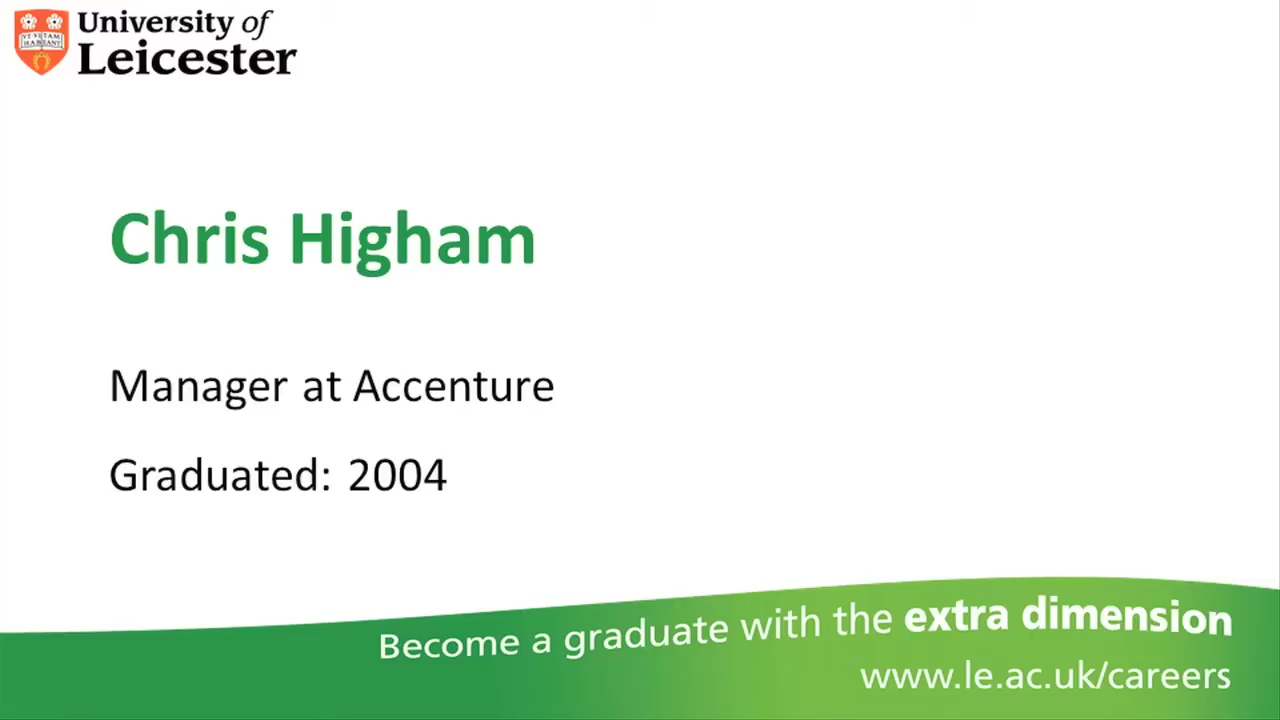 University of
Leicester
Chris Higham
Manager at Accenture
Graduated: 2004
Become a graduate with the extra dimension
www.le.ac.uk/careers